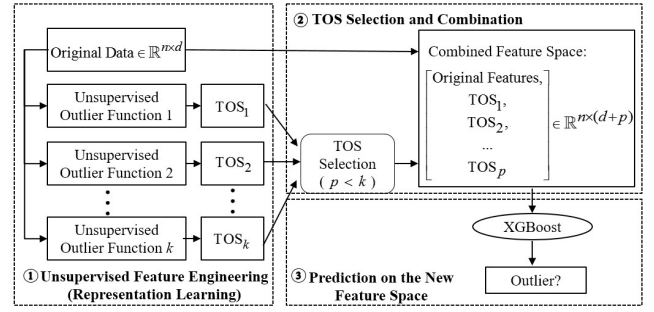 Original Data ∈ ℝ^{n×d}
Unsupervised
Outlier Function 1
TOS_1
Unsupervised
Outlier Function 2
TOS_2
Unsupervised
Outlier Function k
TOS_k
① Unsupervised Feature Engineering
(Representation Learning)
② TOS Selection and Combination
TOS
Selection
( p < k )
Combined Feature Space:
Original Features,
TOS_1,
TOS_2,
...
TOS_p
∈ ℝ^{n×(d+p)}
XGBoost
Outlier?
③ Prediction on the New
Feature Space